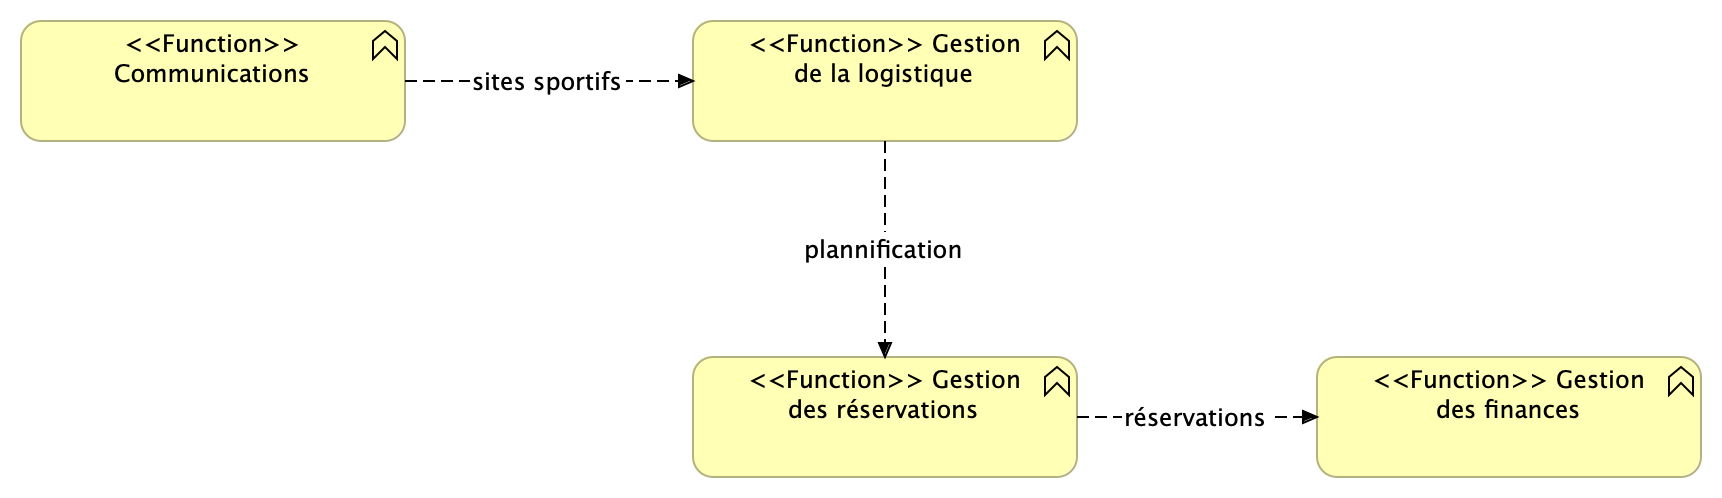 <<Function>>
Communications
sites sportifs
<<Function>> Gestion
de la logistique
plannification
<<Function>> Gestion
des réservations
réservations
<<Function>> Gestion
des finances